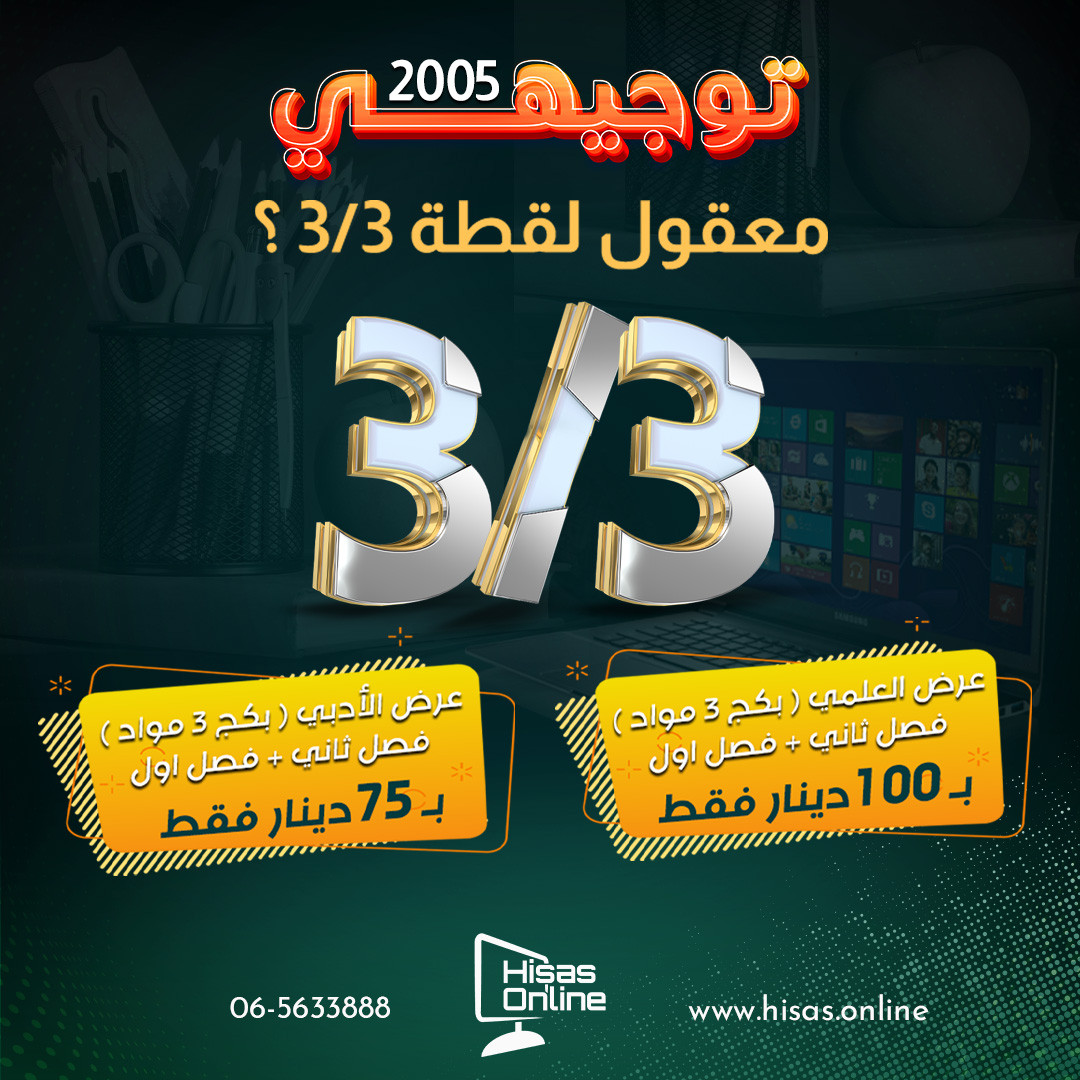 توجيهي 2005
معقول لقطة 3/3 ؟
3/3
عرض العلمي ( بكج 3 مواد )
فصل ثاني + فصل اول
بـ 100 دينار فقط
عرض الأدبي ( بكج 3 مواد )
فصل ثاني + فصل اول
بـ 75 دينار فقط
Hisas
Online
06-5633888
www.hisas.online
SAMSUNG